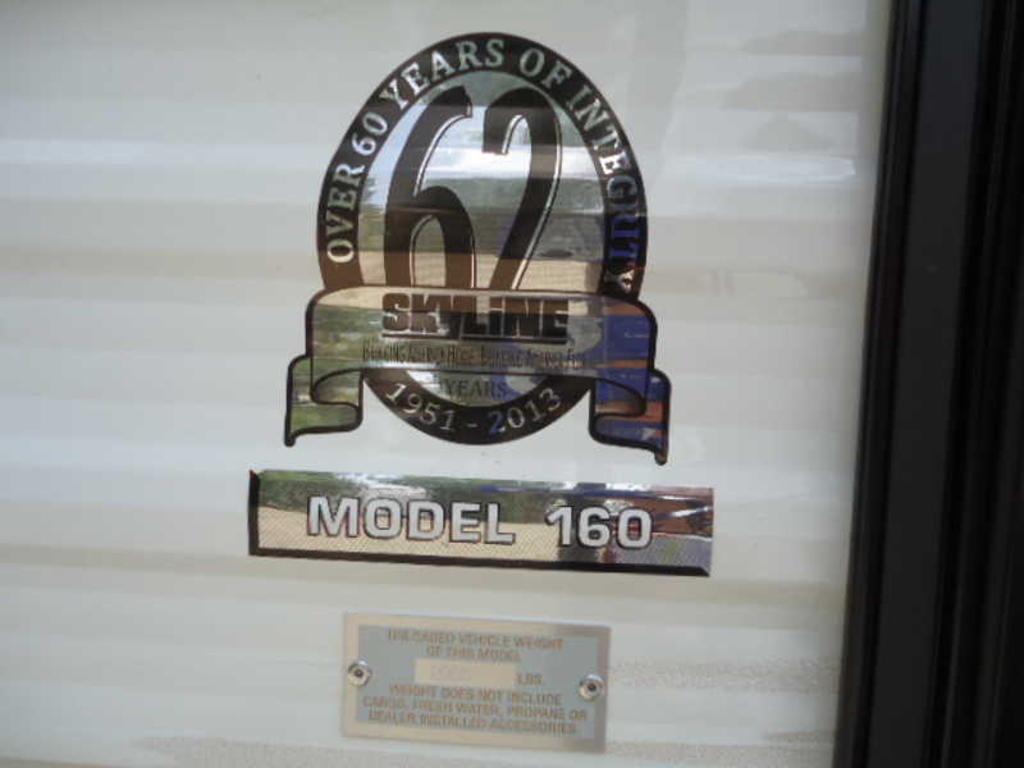 OVER 60 YEARS OF INTEGRITY
62
SKYLINE
YEARS
1951 - 2013
MODEL 160
UNLOADED VEHICLE WEIGHT
OF THIS MODEL
LBS.
WEIGHT DOES NOT INCLUDE
CARGO, FRESH WATER, PROPANE OR
DEALER INSTALLED ACCESSORIES